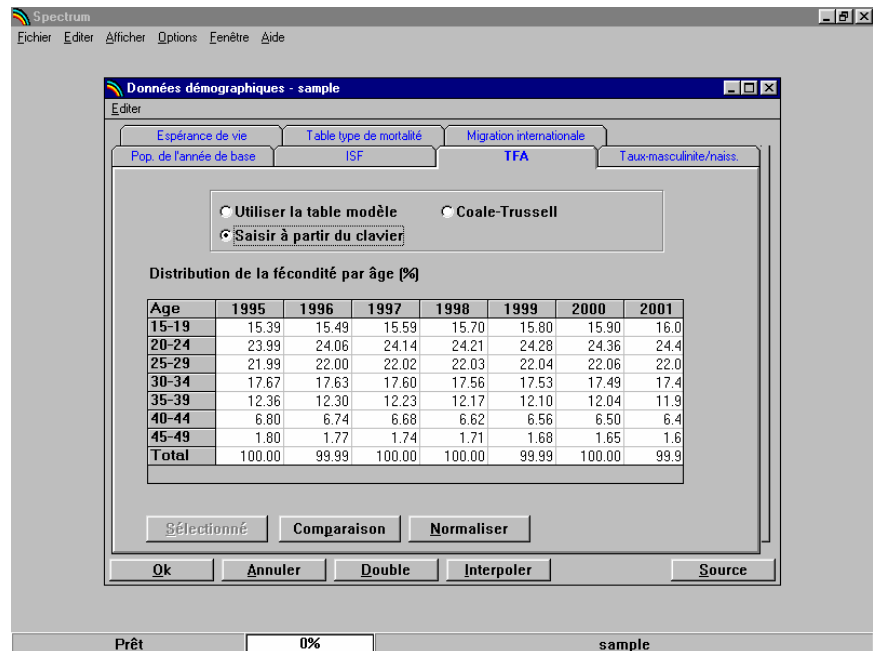 Spectrum
Fichier Editer Afficher Options Fenêtre Aide
Données démographiques - sample
Editer
Espérance de vie Table type de mortalité Migration internationale
Pop. de l'année de base ISF TFA Taux-masculinite/naiss.
Utiliser la table modèle Coale-Trussell
Saisir à partir du clavier
Distribution de la fécondité par âge (%)
Age 1995 1996 1997 1998 1999 2000 2001
15-19 15.39 15.49 15.59 15.70 15.80 15.90 16.0
20-24 23.99 24.06 24.14 24.21 24.28 24.36 24.4
25-29 21.99 22.00 22.02 22.03 22.04 22.06 22.0
30-34 17.67 17.63 17.60 17.56 17.53 17.49 17.4
35-39 12.36 12.30 12.23 12.17 12.10 12.04 11.9
40-44 6.80 6.74 6.68 6.62 6.56 6.50 6.4
45-49 1.80 1.77 1.74 1.71 1.68 1.65 1.6
Total 100.00 99.99 100.00 100.00 99.99 100.00 99.9
Sélectionné Comparaison Normaliser
Ok Annuler Double Interpoler Source
Prêt 0% sample